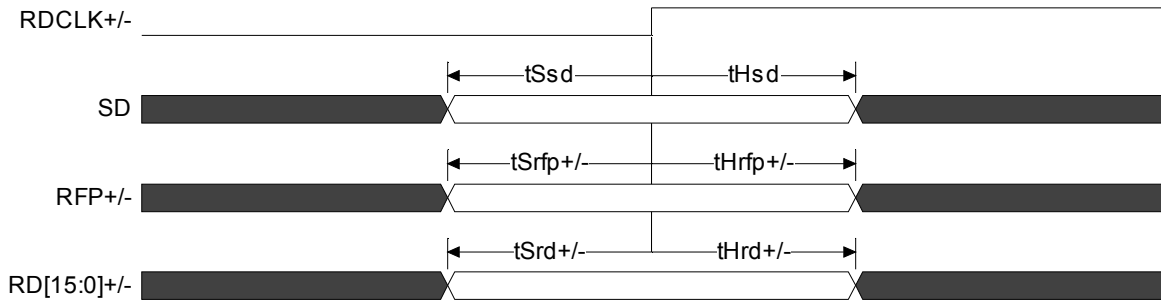 RDCLK+/-
tSsd tHsd
SD
tSrfp+/- tHrfp+/-
RFP+/-
tSrd+/- tHrd+/-
RD[15:0]+/-